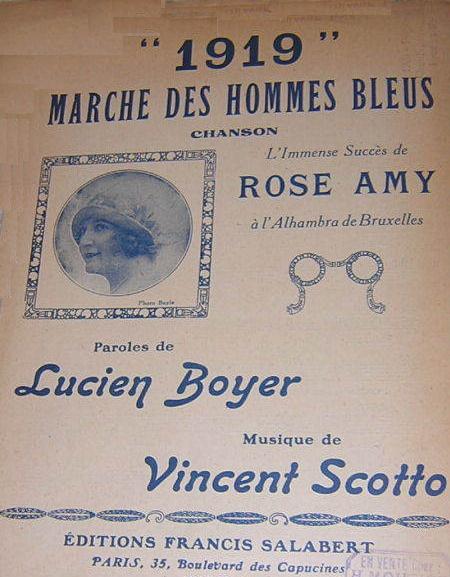 " 1919 "
MARCHE DES HOMMES BLEUS
CHANSON
L'Immense Succès de
ROSE AMY
à l'Alhambra de Bruxelles
Photo Bayle
Paroles de
Lucien Boyer
Musique de
Vincent Scotto
ÉDITIONS FRANCIS SALABERT
PARIS, 35, Boulevard des Capucines
EN VENTE